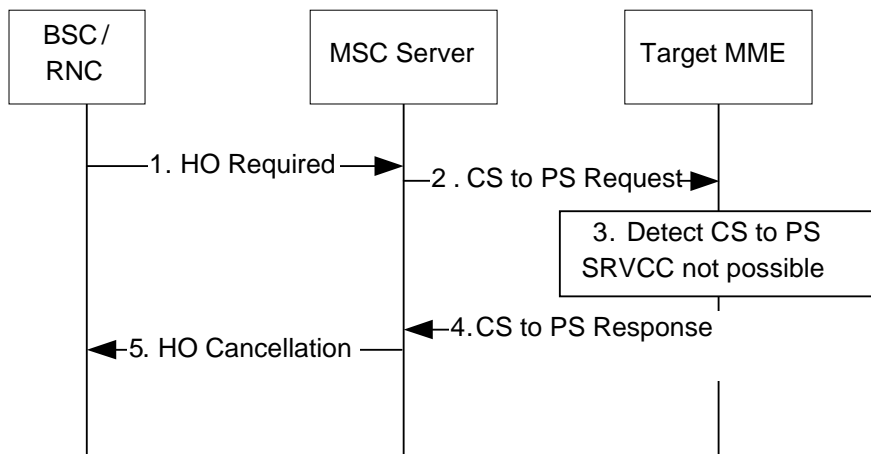 BSC/
RNC
MSC Server
Target MME
1. HO Required
2 . CS to PS Request
3. Detect CS to PS
SRVCC not possible
4.CS to PS Response
5. HO Cancellation